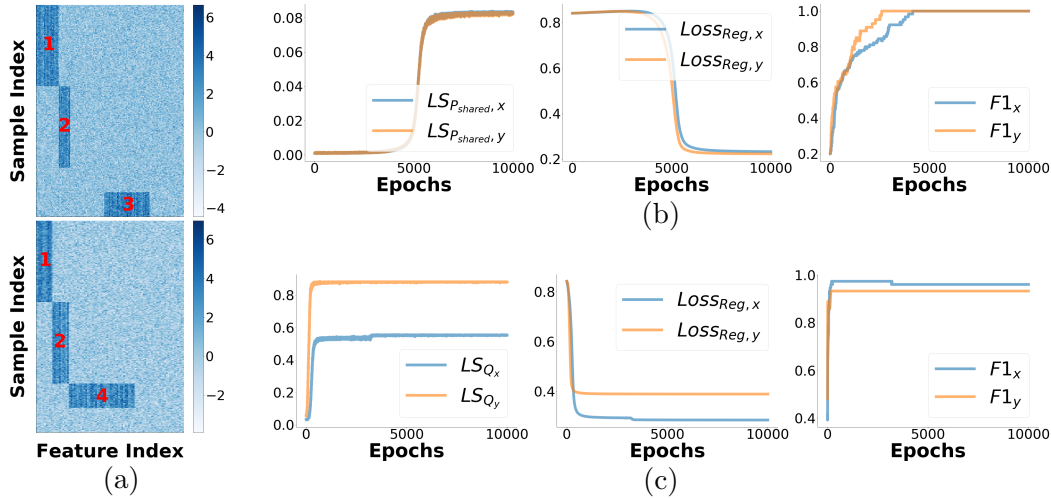 Sample Index
1
2
3
6
4
2
0
−2
−4
Sample Index
1
2
4
6
4
2
0
−2
Feature Index
(a)
0.08
0.06
0.04
0.02
0.00
LS_{P_{shared}, x}
LS_{P_{shared}, y}
0 5000 10000
Epochs
0.8
0.6
0.4
0.2
Loss_{Reg, x}
Loss_{Reg, y}
0 5000 10000
Epochs
1.0
0.8
0.6
0.4
0.2
F1_x
F1_y
0 5000 10000
Epochs
(b)
0.8
0.6
0.4
0.2
0.0
LS_{Q_x}
LS_{Q_y}
0 5000 10000
Epochs
0.8
0.6
0.4
Loss_{Reg, x}
Loss_{Reg, y}
0 5000 10000
Epochs
1.0
0.8
0.6
0.4
F1_x
F1_y
0 5000 10000
Epochs
(c)